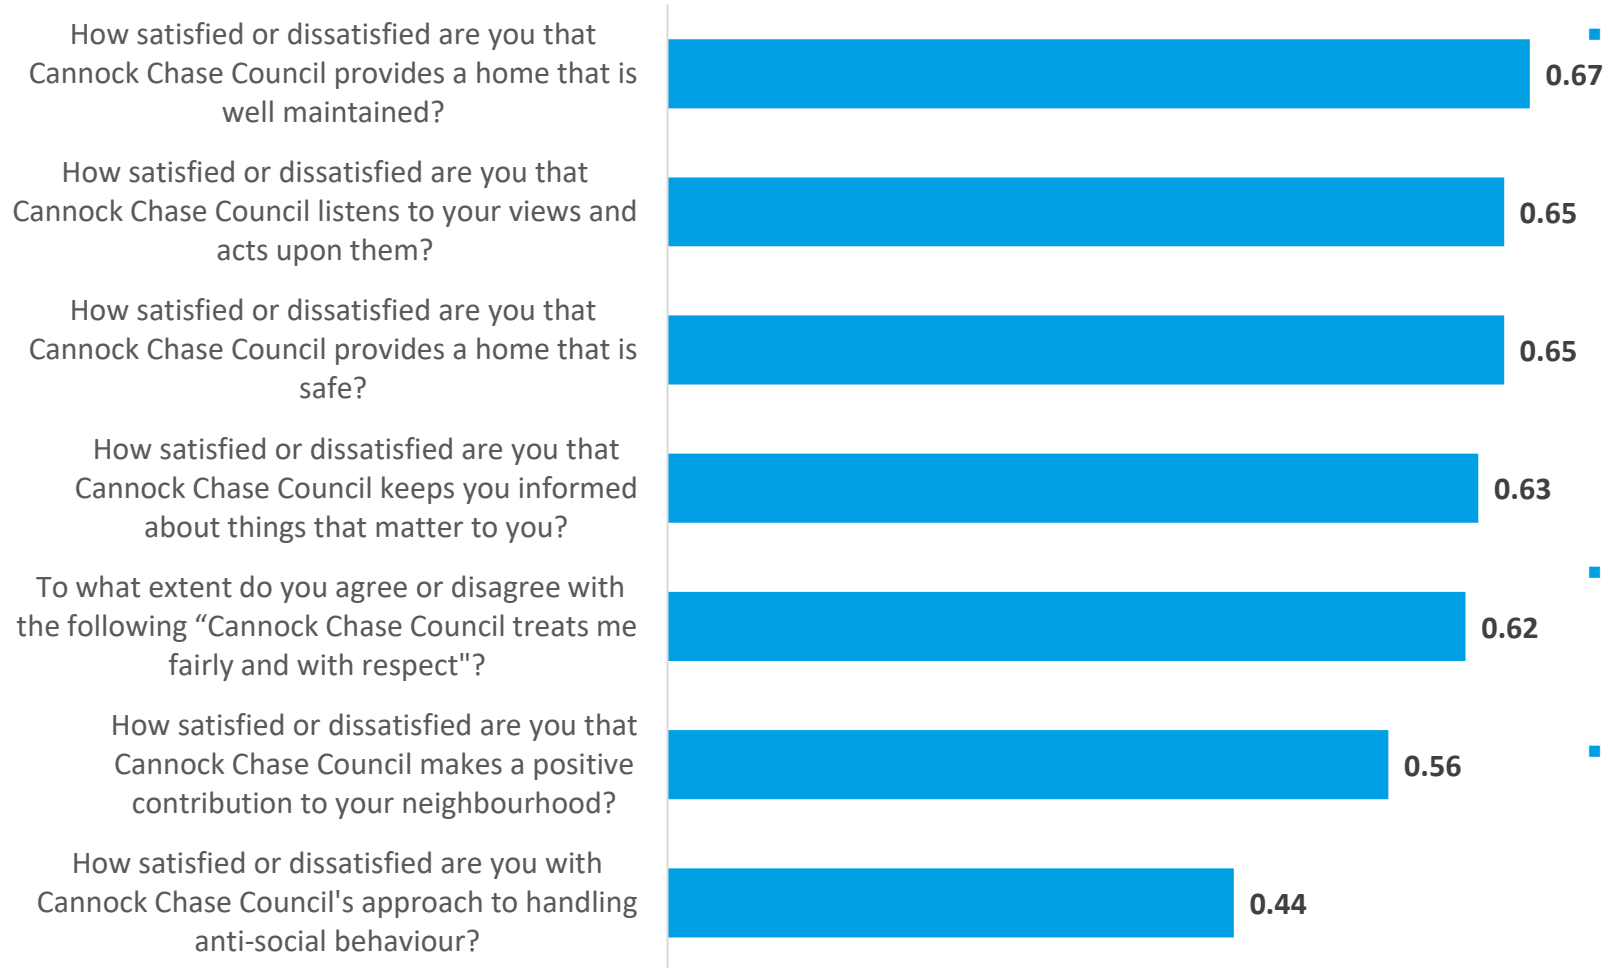 How satisfied or dissatisfied are you that
Cannock Chase Council provides a home that is
well maintained?
0.67
How satisfied or dissatisfied are you that
Cannock Chase Council listens to your views and
acts upon them?
0.65
How satisfied or dissatisfied are you that
Cannock Chase Council provides a home that is
safe?
0.65
How satisfied or dissatisfied are you that
Cannock Chase Council keeps you informed
about things that matter to you?
0.63
To what extent do you agree or disagree with
the following “Cannock Chase Council treats me
fairly and with respect"?
0.62
How satisfied or dissatisfied are you that
Cannock Chase Council makes a positive
contribution to your neighbourhood?
0.56
How satisfied or dissatisfied are you with
Cannock Chase Council's approach to handling
anti-social behaviour?
0.44